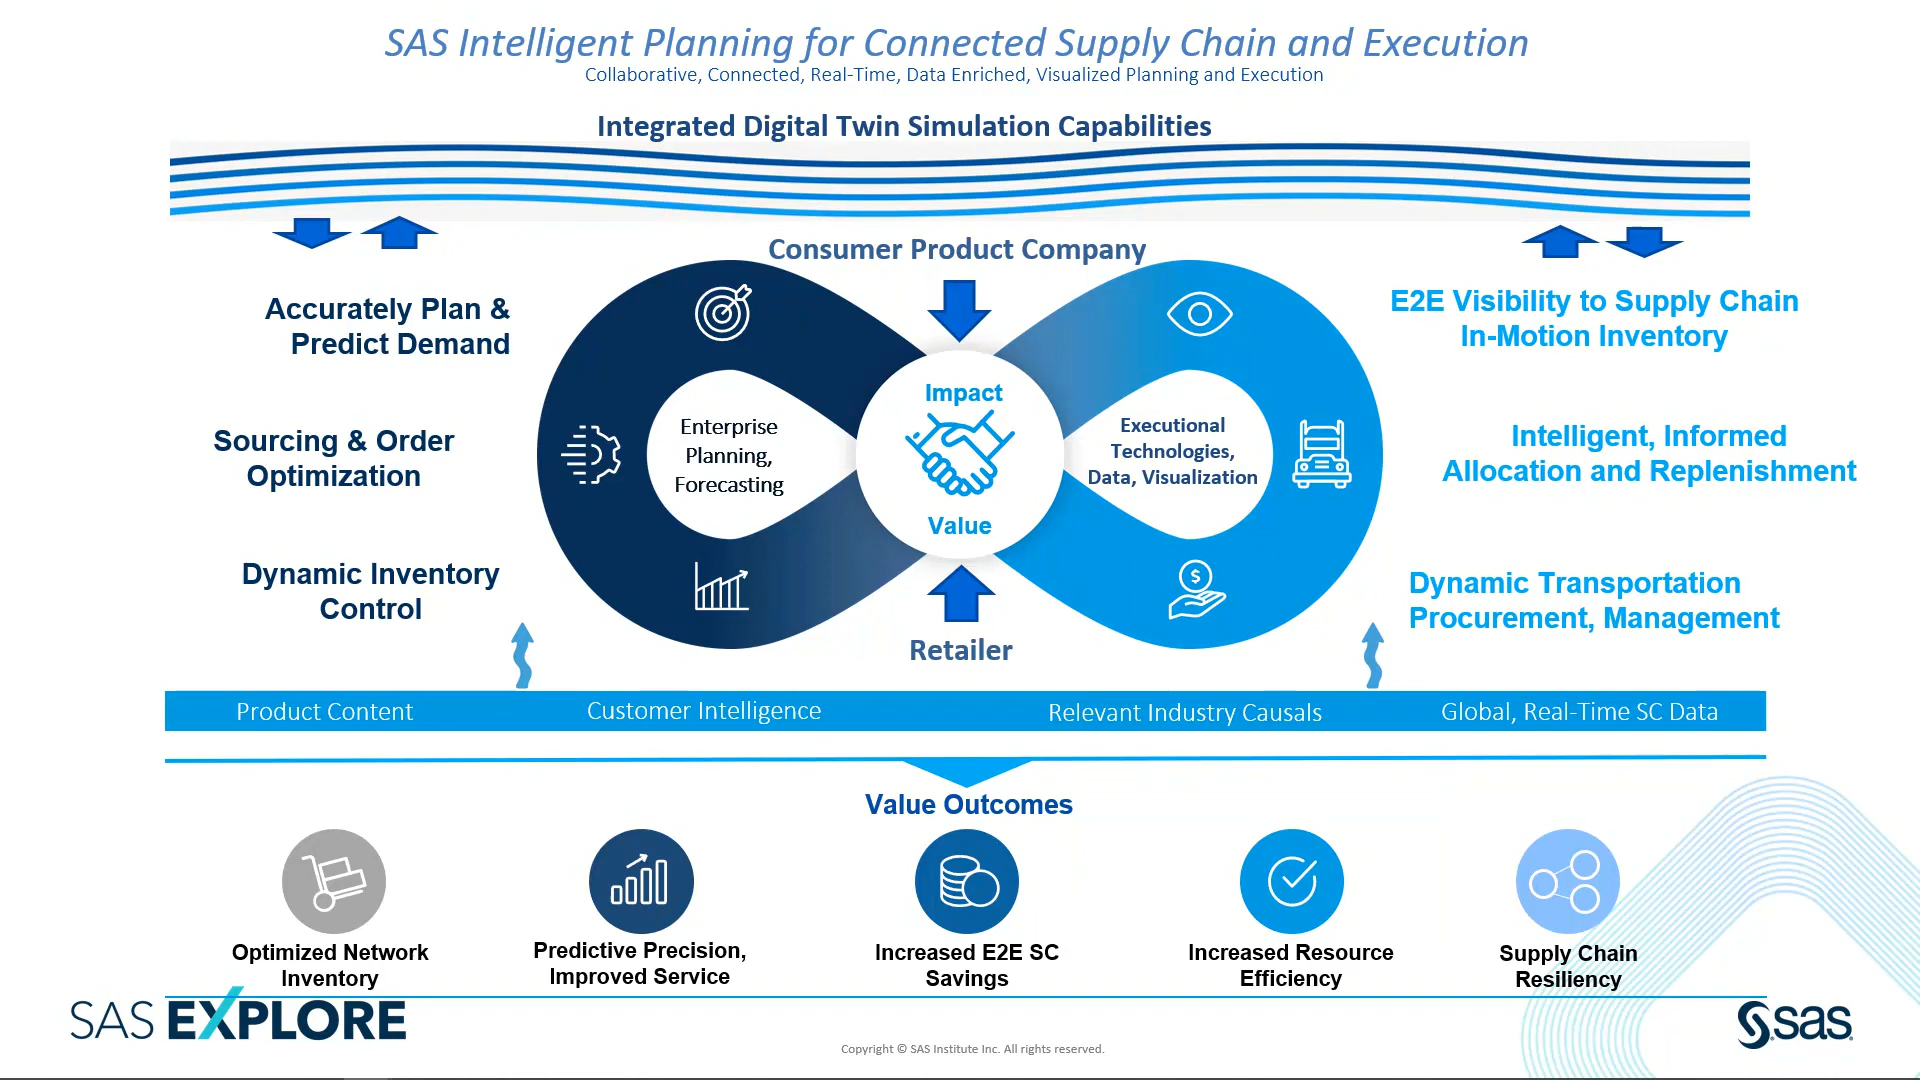 SAS Intelligent Planning for Connected Supply Chain and Execution
Collaborative, Connected, Real-Time, Data Enriched, Visualized Planning and Execution
Integrated Digital Twin Simulation Capabilities
Consumer Product Company
Accurately Plan &
Predict Demand
Sourcing & Order
Optimization
Dynamic Inventory
Control
Enterprise
Planning,
Forecasting
Impact
Value
Retailer
Executional
Technologies,
Data, Visualization
$
E2E Visibility to Supply Chain
In-Motion Inventory
Intelligent, Informed
Allocation and Replenishment
Dynamic Transportation
Procurement, Management
Product Content
Customer Intelligence
Relevant Industry Causals
Global, Real-Time SC Data
Value Outcomes
Optimized Network
Inventory
Predictive Precision,
Improved Service
Increased E2E SC
Savings
Increased Resource
Efficiency
Supply Chain
Resiliency
SAS EXPLORE
Copyright © SAS Institute Inc. All rights reserved.
sas